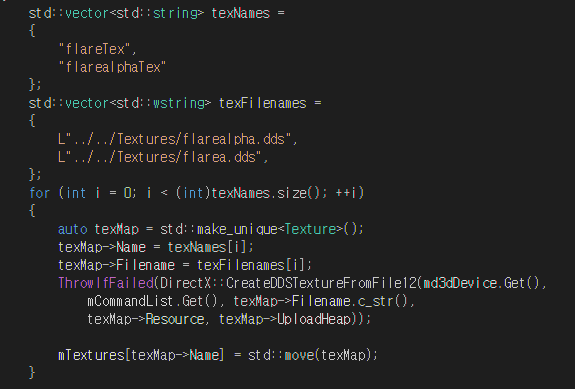 std::vector<std::string> texNames =
{
    "flareTex",
    "flarealphaTex"
};
std::vector<std::wstring> texFilenames =
{
    L"../../Textures/flarealpha.dds",
    L"../../Textures/flarea.dds",
};
for (int i = 0; i < (int)texNames.size(); ++i)
{
    auto texMap = std::make_unique<Texture>();
    texMap->Name = texNames[i];
    texMap->Filename = texFilenames[i];
    ThrowIfFailed(DirectX::CreateDDSTextureFromFile12(md3dDevice.Get(),
        mCommandList.Get(), texMap->Filename.c_str(),
        texMap->Resource, texMap->UploadHeap));

    mTextures[texMap->Name] = std::move(texMap);
}